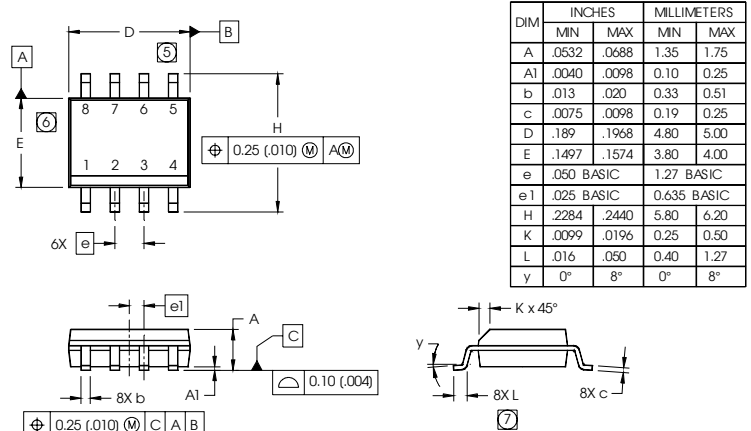 DIM INCHES MILLIMETERS
MIN MAX MIN MAX
A .0532 .0688 1.35 1.75
A1 .0040 .0098 0.10 0.25
b .013 .020 0.33 0.51
c .0075 .0098 0.19 0.25
D .189 .1968 4.80 5.00
E .1497 .1574 3.80 4.00
e .050 BASIC 1.27 BASIC
e1 .025 BASIC 0.635 BASIC
H .2284 .2440 5.80 6.20
K .0099 .0196 0.25 0.50
L .016 .050 0.40 1.27
y 0° 8° 0° 8°
D B
5
A
8 7 6 5
6
E
H
⌖ 0.25 (.010) Ⓜ AⓂ
1 2 3 4
6X e
e1
A
C
⌓ 0.10 (.004)
8X b A1
⌖ 0.25 (.010) Ⓜ C A B
K x 45°
y
8X L 8X c
7